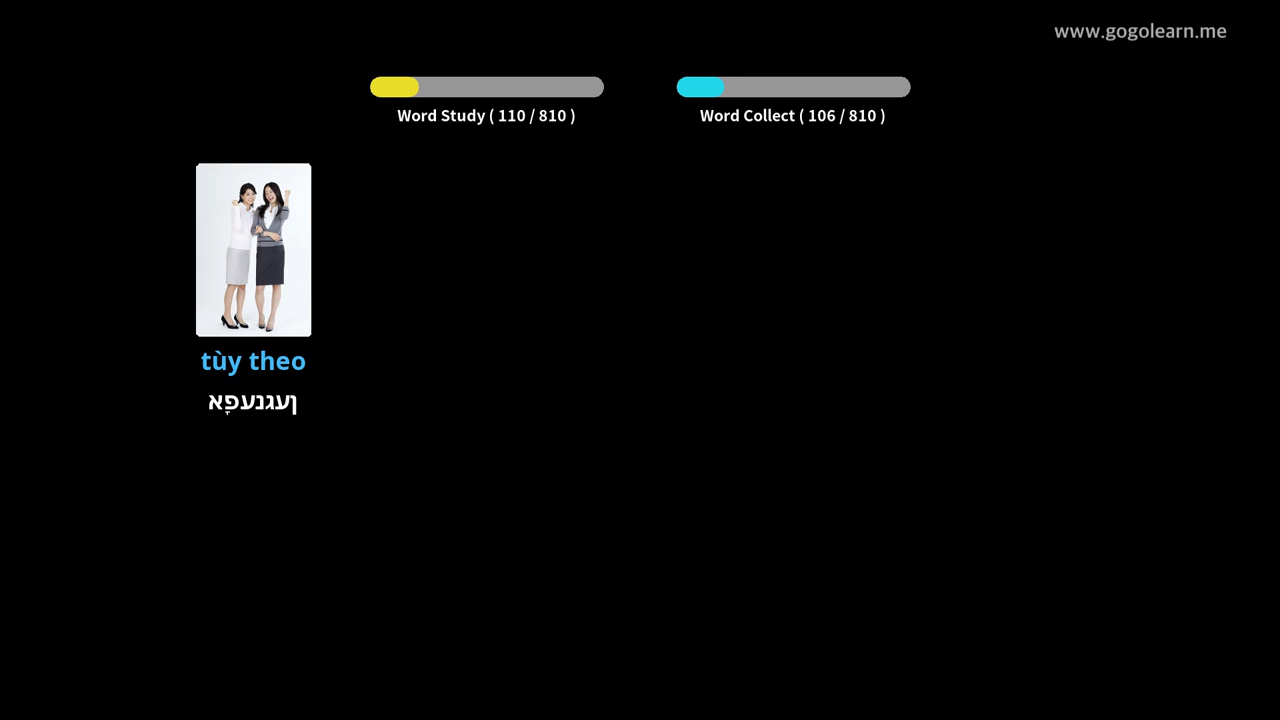 www.gogolearn.me
Word Study ( 110 / 810 )
Word Collect ( 106 / 810 )
tùy theo
ןעגנעפָא